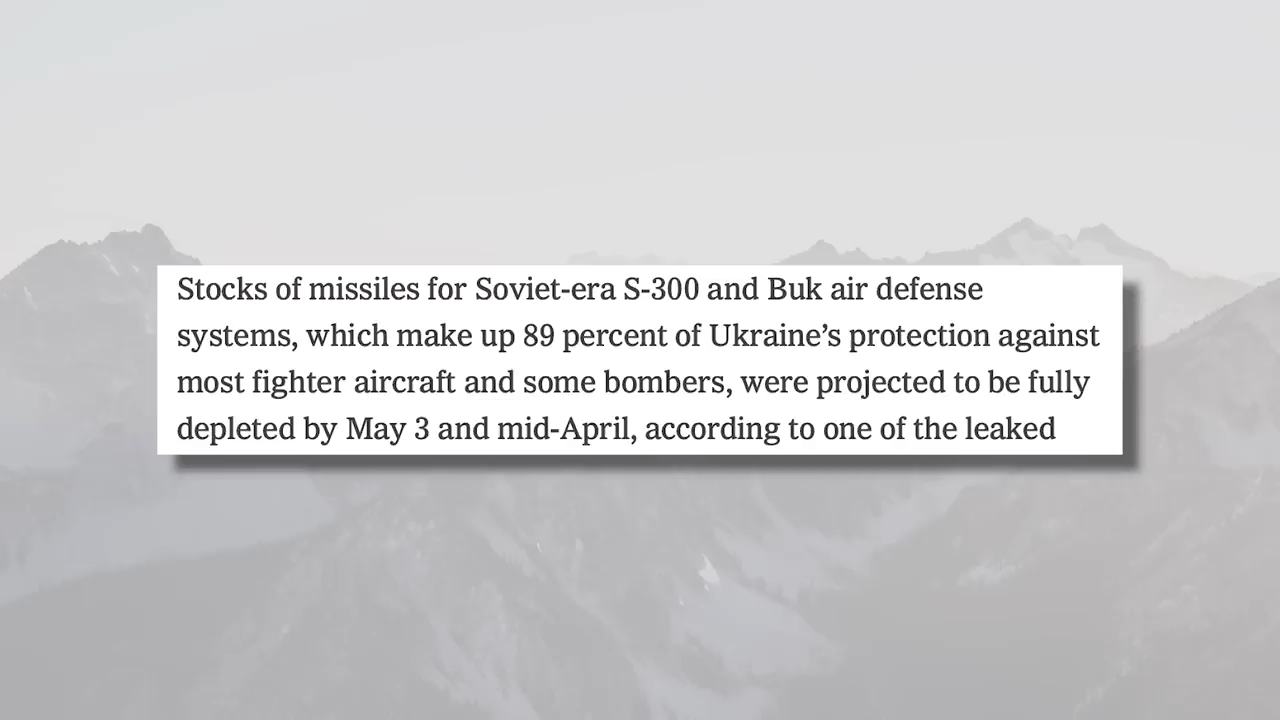 Stocks of missiles for Soviet-era S-300 and Buk air defense
systems, which make up 89 percent of Ukraine’s protection against
most fighter aircraft and some bombers, were projected to be fully
depleted by May 3 and mid-April, according to one of the leaked